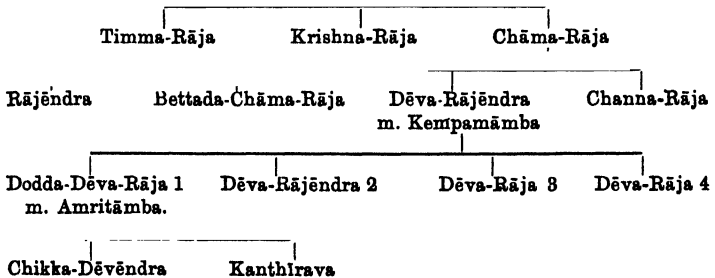 Timma-Rāja Krishna-Rāja Chāma-Rāja
Rājēndra Bettada-Chāma-Rāja Dēva-Rājēndra Channa-Rāja
m. Kempamāmba
Dodda-Dēva-Rāja 1 Dēva-Rājēndra 2 Dēva-Rāja 3 Dēva-Rāja 4
m. Amritāmba.
Chikka-Dēvēndra Kanthīrava